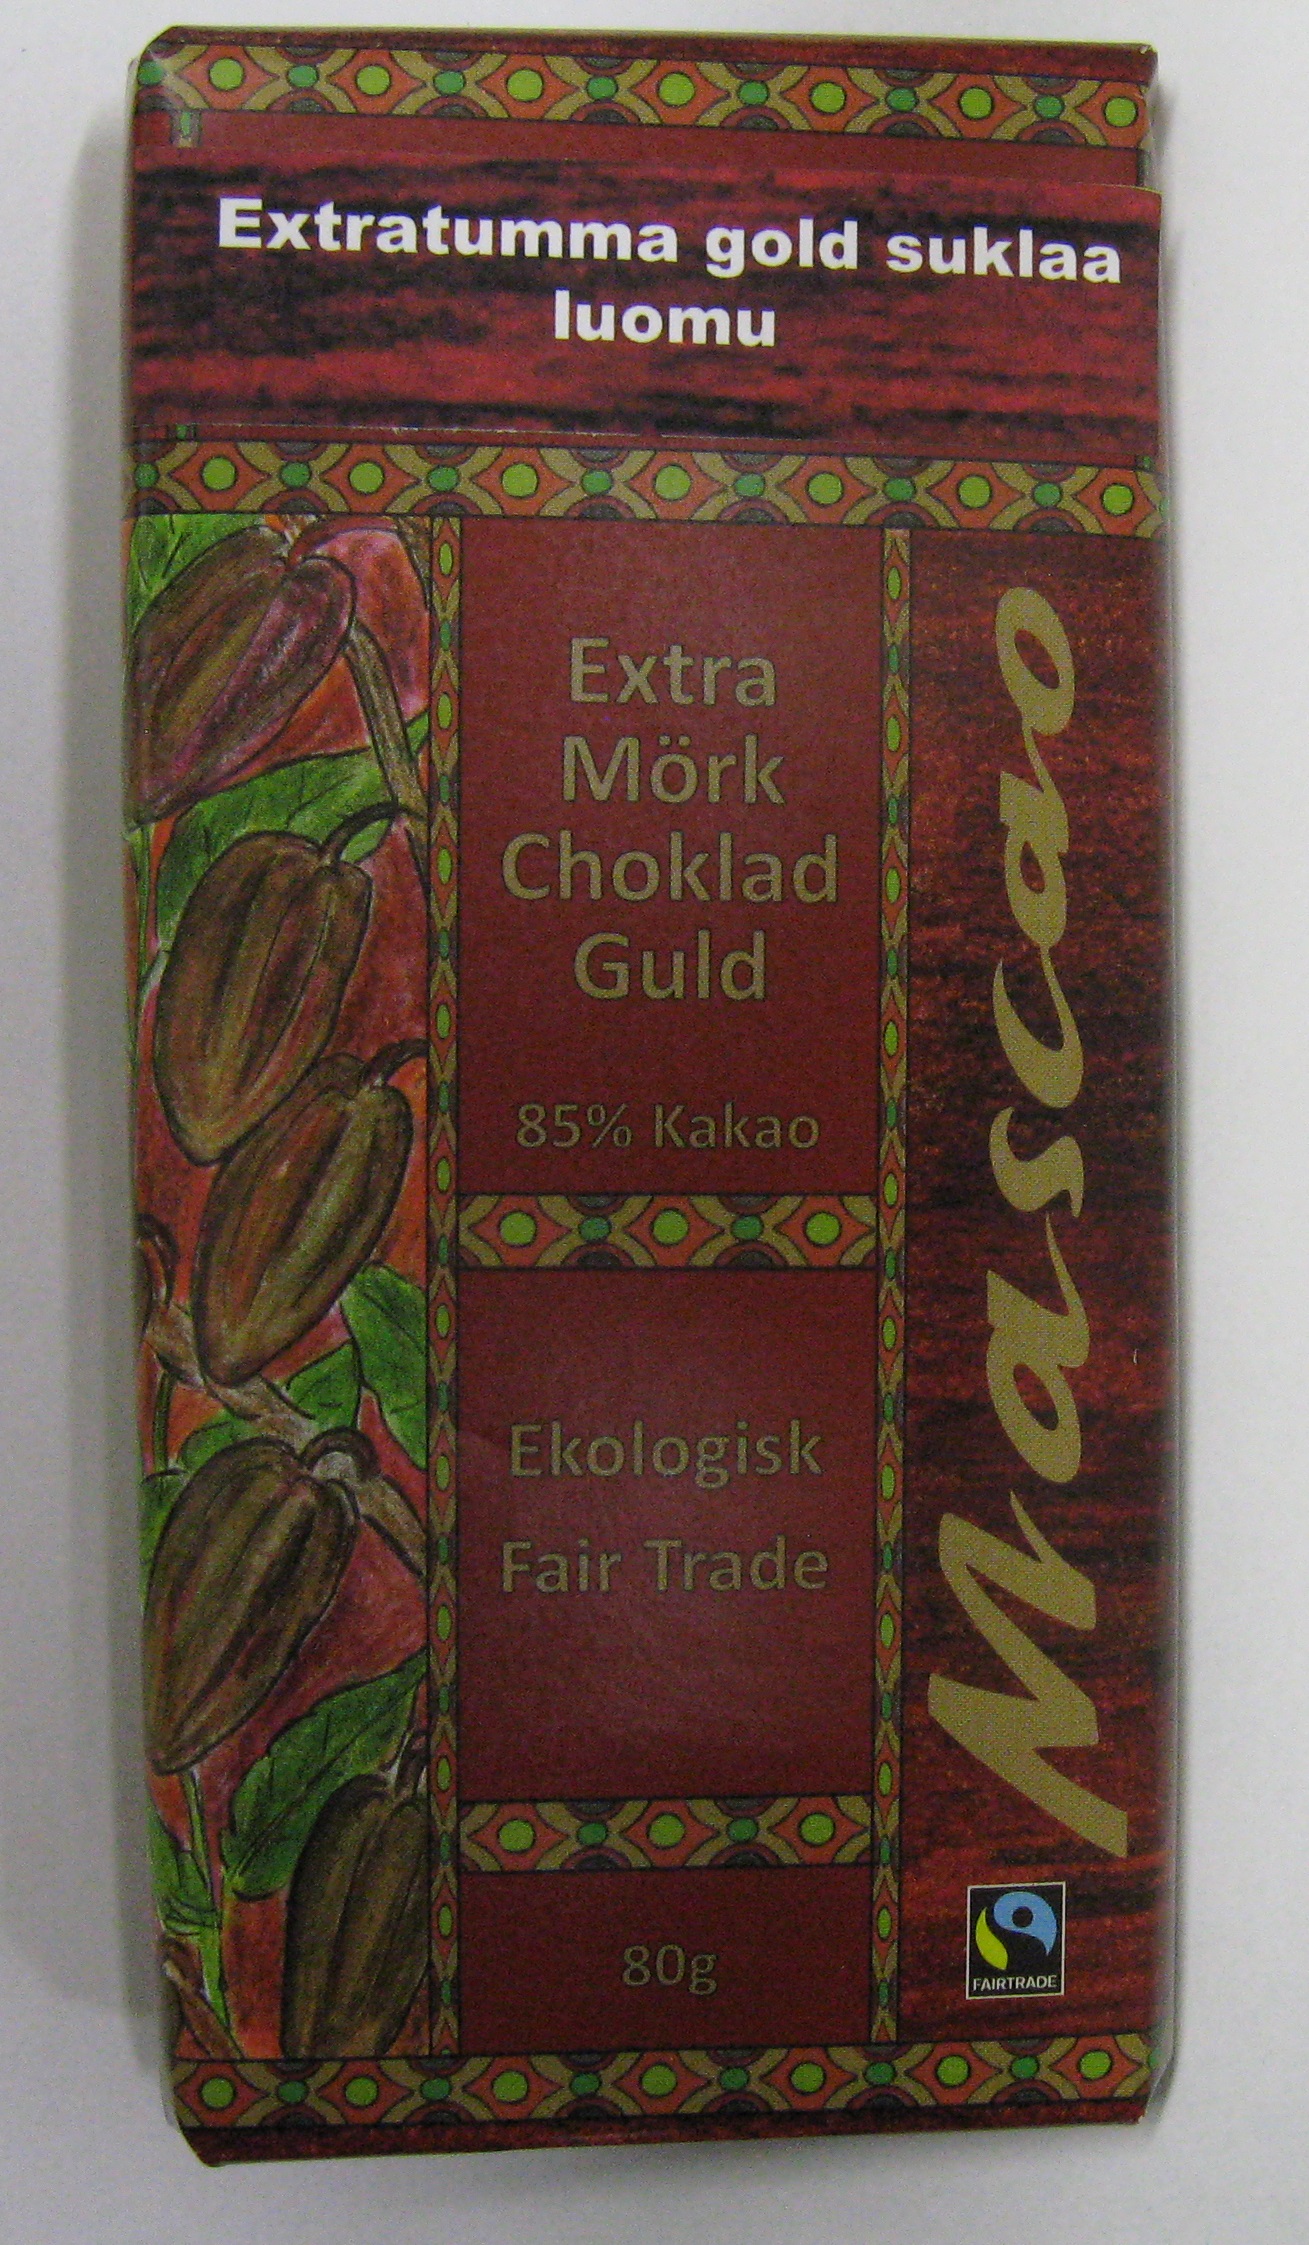 Extratumma gold suklaa
luomu
Extra
Mörk
Choklad
Guld
85% Kakao
Ekologisk
Fair Trade
80g
Mascao
FAIRTRADE